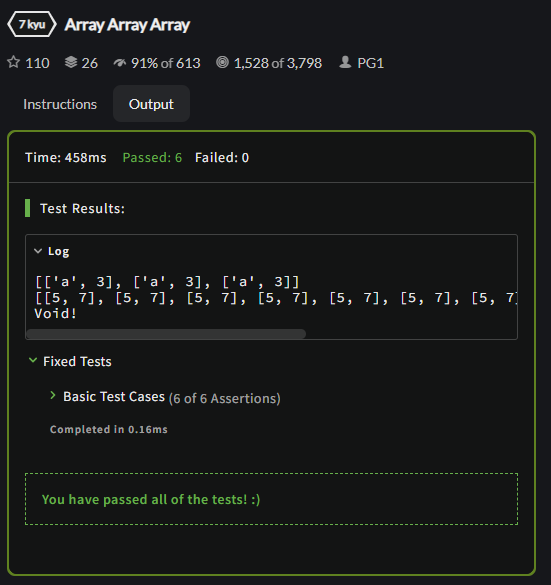 7 kyu Array Array Array
110 26 91% of 613 1,528 of 3,798 PG1
Instructions Output
Time: 458ms Passed: 6 Failed: 0
Test Results:
Log
[['a', 3], ['a', 3], ['a', 3]]
[[5, 7], [5, 7], [5, 7], [5, 7], [5, 7], [5, 7], [5, 7]
Void!
Fixed Tests
Basic Test Cases (6 of 6 Assertions)
Completed in 0.16ms
You have passed all of the tests! :)